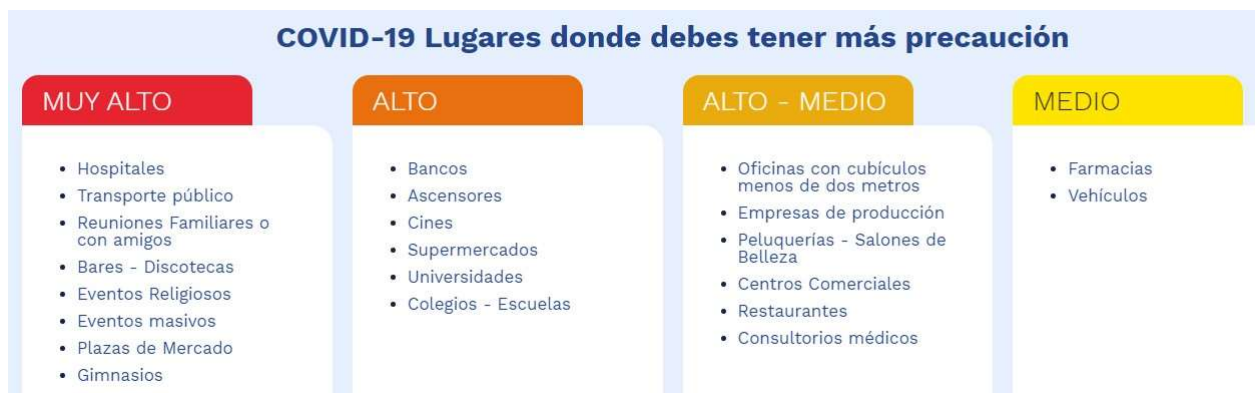 COVID-19 Lugares donde debes tener más precaución
MUY ALTO
• Hospitales
• Transporte público
• Reuniones Familiares o
con amigos
• Bares - Discotecas
• Eventos Religiosos
• Eventos masivos
• Plazas de Mercado
• Gimnasios
ALTO
• Bancos
• Ascensores
• Cines
• Supermercados
• Universidades
• Colegios - Escuelas
ALTO - MEDIO
• Oficinas con cubículos
menos de dos metros
• Empresas de producción
• Peluquerías - Salones de
Belleza
• Centros Comerciales
• Restaurantes
• Consultorios médicos
MEDIO
• Farmacias
• Vehículos